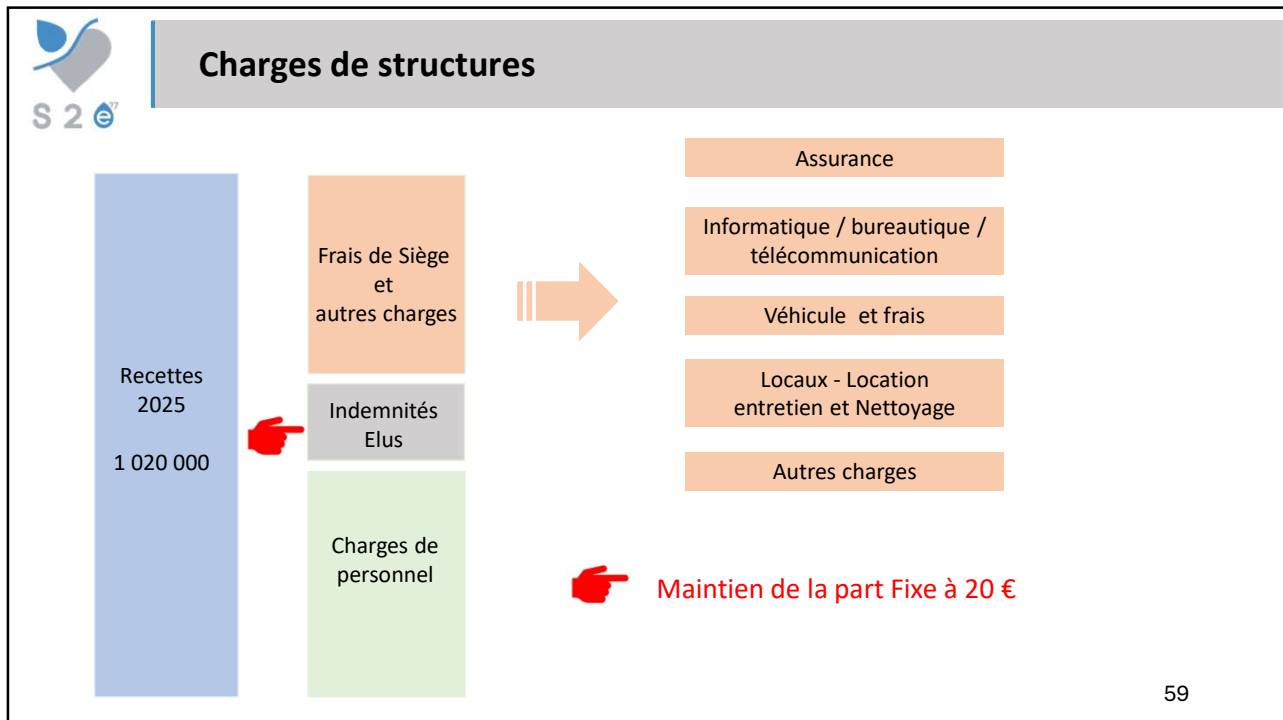 S 2 e 77
Charges de structures
Recettes
2025
1 020 000
Frais de Siège
et
autres charges
Indemnités
Elus
Charges de
personnel
Assurance
Informatique / bureautique /
télécommunication
Véhicule et frais
Locaux - Location
entretien et Nettoyage
Autres charges
Maintien de la part Fixe à 20 €
59